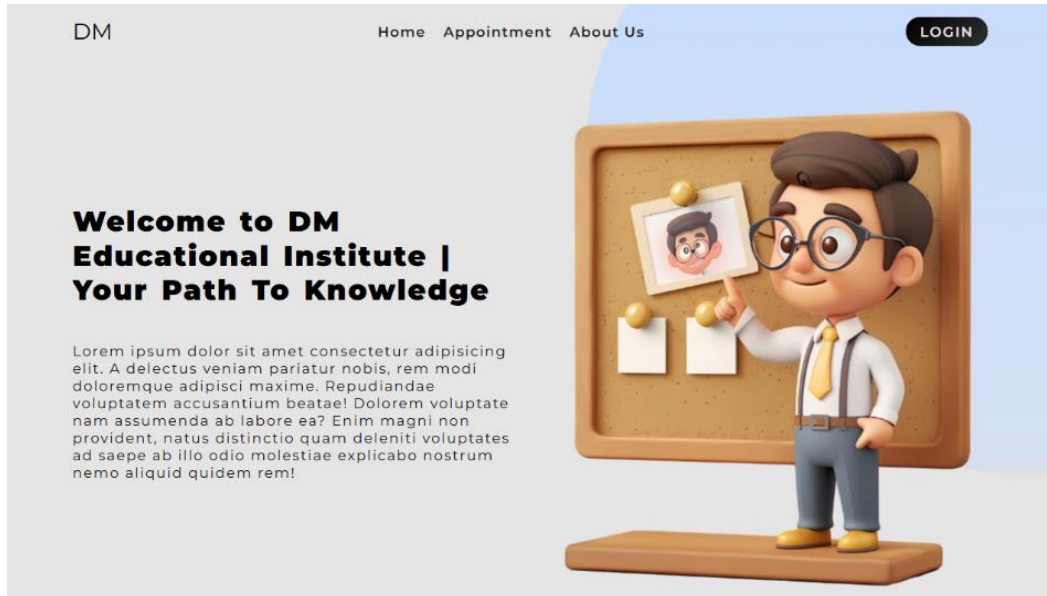 DM
Home Appointment About Us
LOGIN
Welcome to DM
Educational Institute |
Your Path To Knowledge
Lorem ipsum dolor sit amet consectetur adipisicing
elit. A delectus veniam pariatur nobis, rem modi
doloremque adipisci maxime. Repudiandae
voluptatem accusantium beatae! Dolorem voluptate
nam assumenda ab labore ea? Enim magni non
provident, natus distinctio quam deleniti voluptates
ad saepe ab illo odio molestiae explicabo nostrum
nemo aliquid quidem rem!